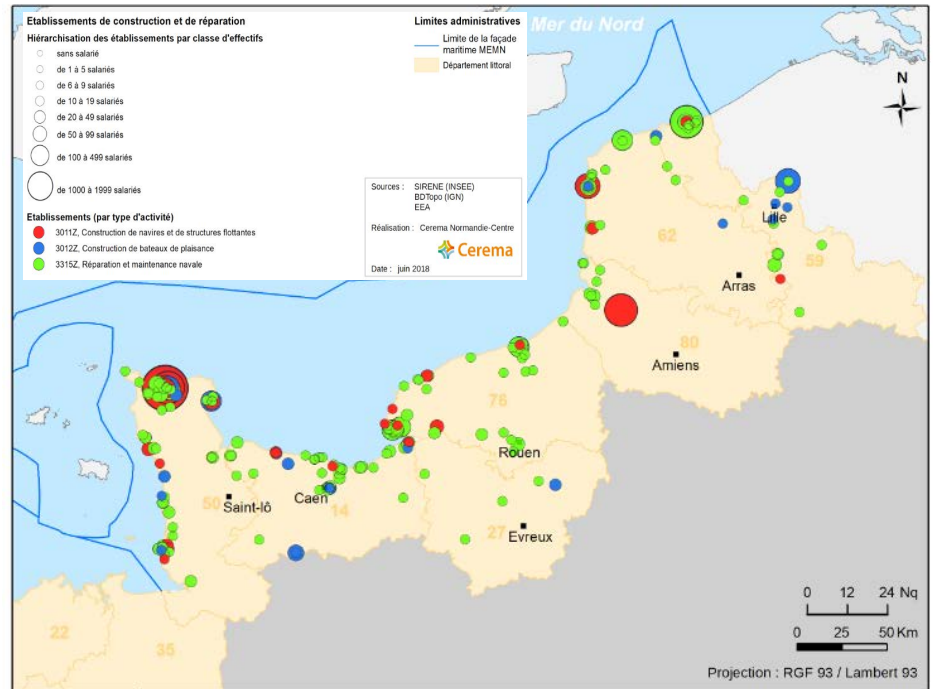 Etablissements de construction et de réparation
Hiérarchisation des établissements par classe d'effectifs
sans salarié
de 1 à 5 salariés
de 6 à 9 salariés
de 10 à 19 salariés
de 20 à 49 salariés
de 50 à 99 salariés
de 100 à 499 salariés
de 1000 à 1999 salariés
Etablissements (par type d'activité)
3011Z, Construction de navires et de structures flottantes
3012Z, Construction de bateaux de plaisance
3315Z, Réparation et maintenance navale
Limites administratives
Limite de la façade
maritime MEMN
Département littoral
Sources : SIRENE (INSEE)
BDTopo (IGN)
EEA
Réalisation : Cerema Normandie-Centre
Cerema
Date : juin 2018
Mer du Nord
N
Lille
62
59
Arras
80
Amiens
76
Rouen
50
Saint-lô
Caen
14
27
Evreux
22
35
0 12 24 Nq
0 25 50 Km
Projection : RGF 93 / Lambert 93